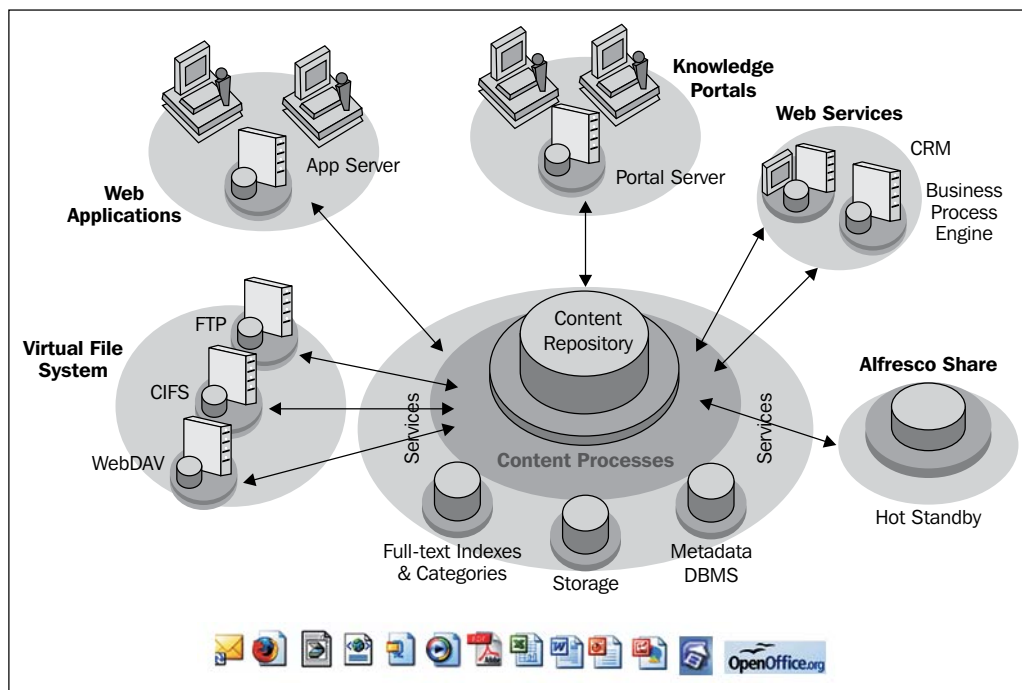 Knowledge
Portals
Web Services
App Server
Portal Server
CRM
Business
Process
Engine
Web
Applications
Virtual File
System
FTP
CIFS
WebDAV
Content
Repository
Services
Services
Content Processes
Alfresco Share
Hot Standby
Full-text Indexes
& Categories
Storage
Metadata
DBMS
OpenOffice.org